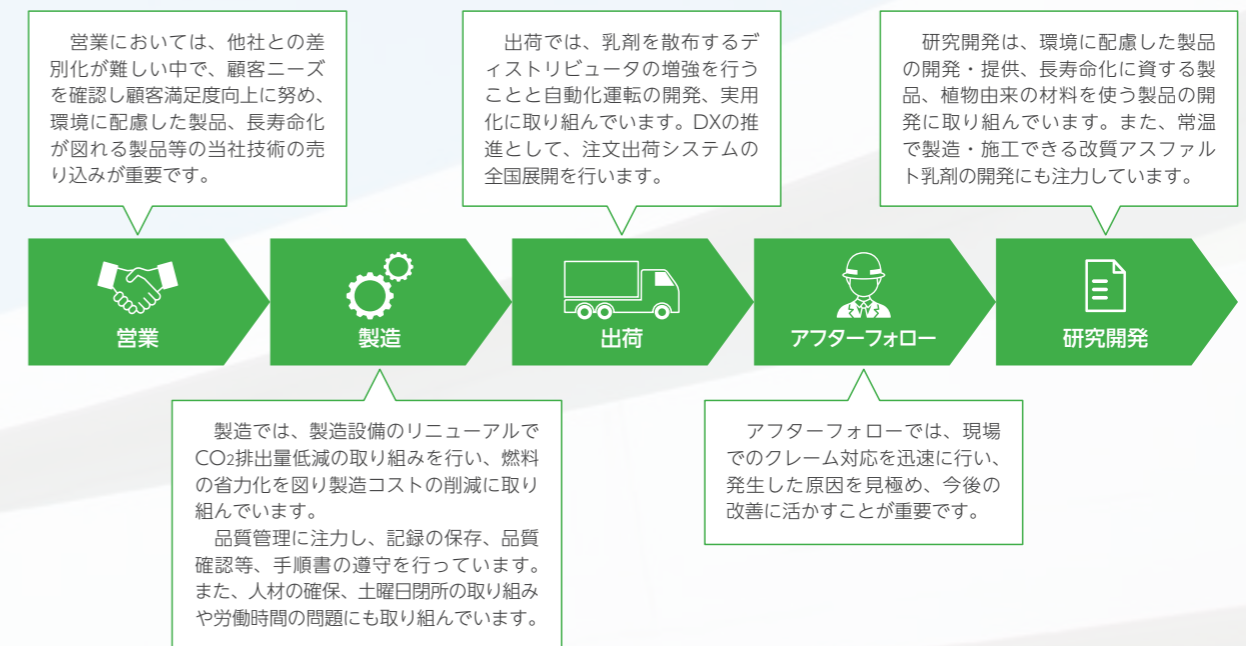 営業においては、他社との差
別化が難しい中で、顧客ニーズ
を確認し顧客満足度向上に努め、
環境に配慮した製品、長寿命化
が図れる製品等の当社技術の売
り込みが重要です。
出荷では、乳剤を散布するデ
ィストリビュータの増強を行う
ことと自動化運転の開発、実用
化に取り組んでいます。DXの推
進として、注文出荷システムの
全国展開を行います。
研究開発は、環境に配慮した製品
の開発・提供、長寿命化に資する製
品、植物由来の材料を使う製品の開
発に取り組んでいます。また、常温
で製造・施工できる改質アスファル
ト乳剤の開発にも注力しています。
営業
製造
出荷
アフターフォロー
研究開発
製造では、製造設備のリニューアルで
CO2排出量低減の取り組みを行い、燃料
の省力化を図り製造コストの削減に取り
組んでいます。
品質管理に注力し、記録の保存、品質
確認等、手順書の遵守を行っています。
また、人材の確保、土曜日閉所の取り組み
や労働時間の問題にも取り組んでいます。
アフターフォローでは、現場
でのクレーム対応を迅速に行い、
発生した原因を見極め、今後の
改善に活かすことが重要です。